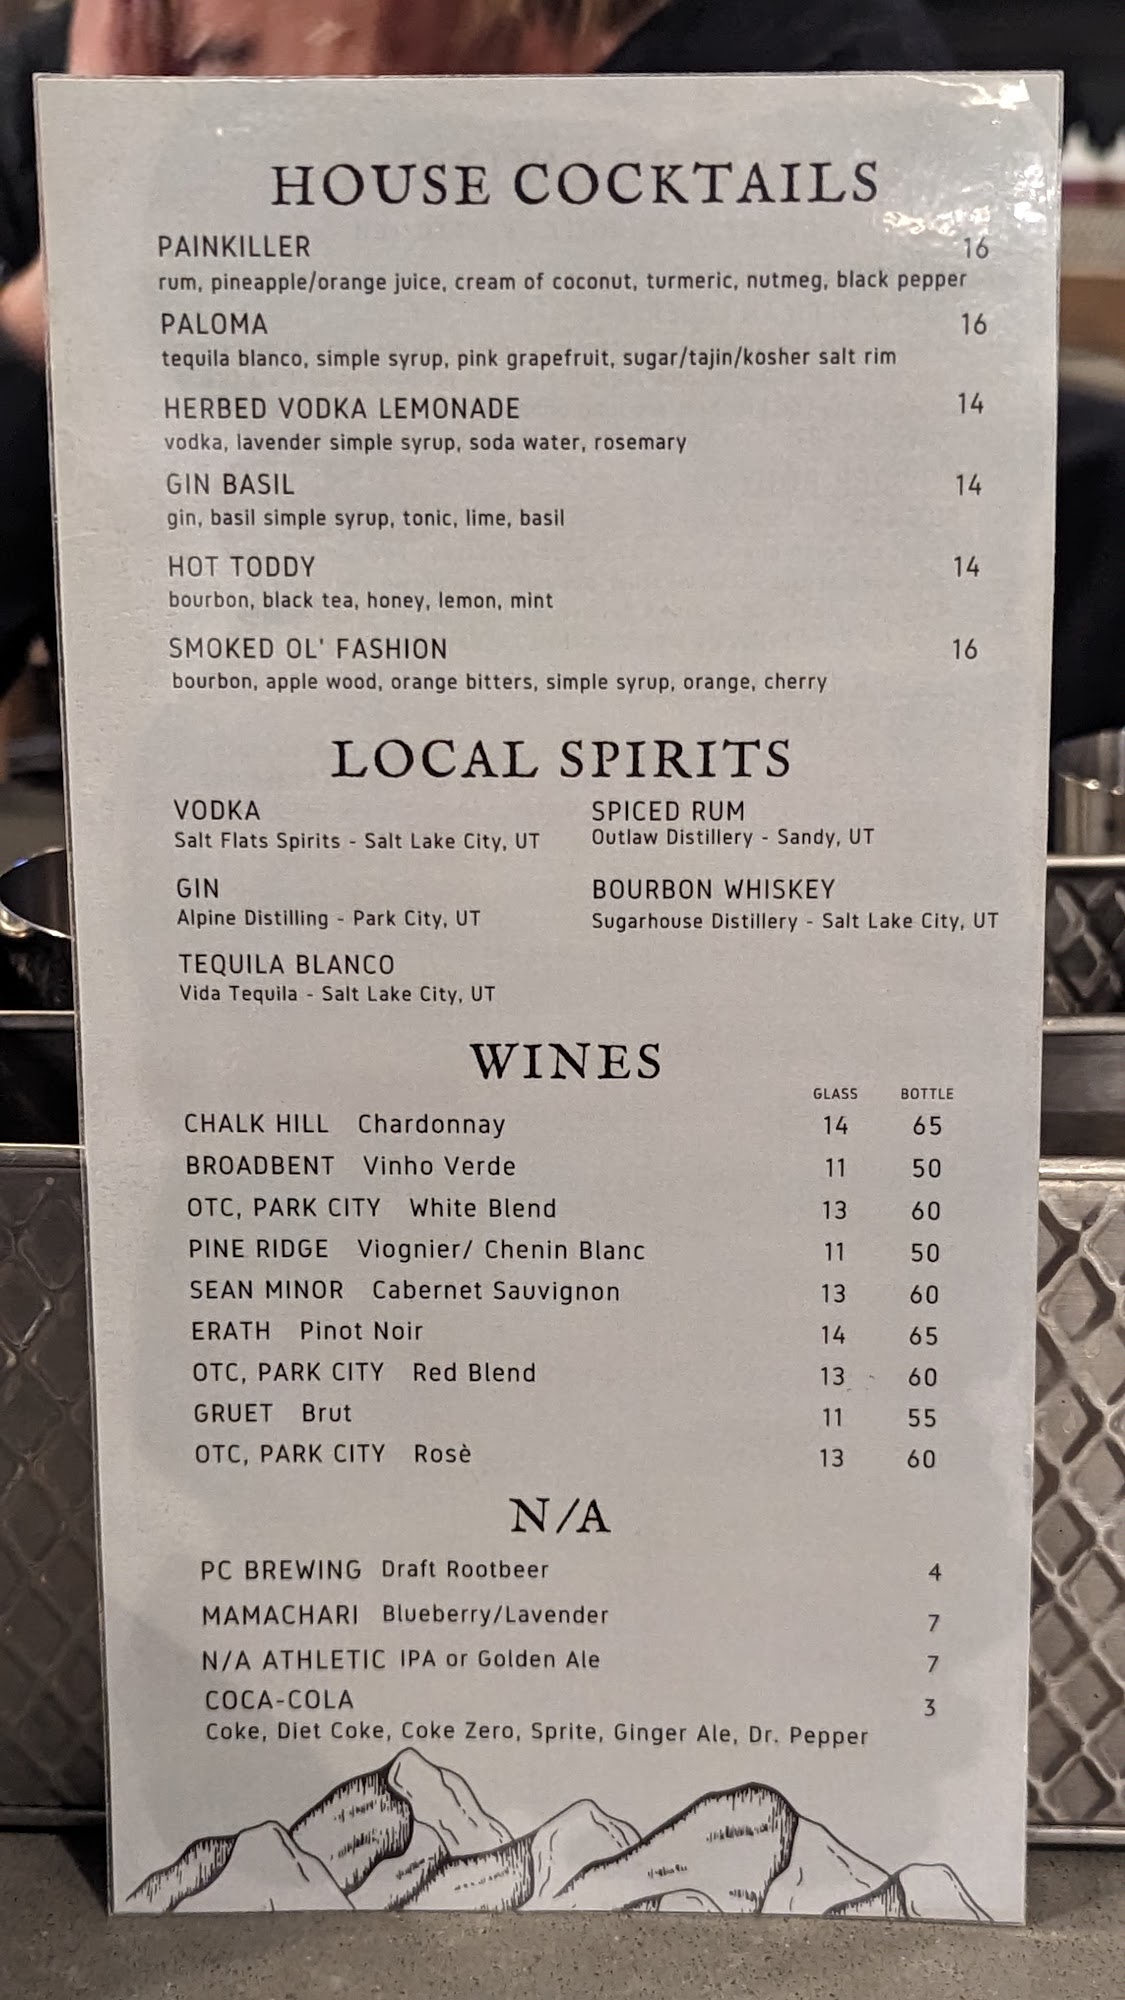 HOUSE COCKTAILS
PAINKILLER 16
rum, pineapple/orange juice, cream of coconut, turmeric, nutmeg, black pepper
PALOMA 16
tequila blanco, simple syrup, pink grapefruit, sugar/tajin/kosher salt rim
HERBED VODKA LEMONADE 14
vodka, lavender simple syrup, soda water, rosemary
GIN BASIL 14
gin, basil simple syrup, tonic, lime, basil
HOT TODDY 14
bourbon, black tea, honey, lemon, mint
SMOKED OL' FASHION 16
bourbon, apple wood, orange bitters, simple syrup, orange, cherry
LOCAL SPIRITS
VODKA
Salt Flats Spirits - Salt Lake City, UT
GIN
Alpine Distilling - Park City, UT
TEQUILA BLANCO
Vida Tequila - Salt Lake City, UT
SPICED RUM
Outlaw Distillery - Sandy, UT
BOURBON WHISKEY
Sugarhouse Distillery - Salt Lake City, UT
WINES
GLASS BOTTLE
CHALK HILL Chardonnay 14 65
BROADBENT Vinho Verde 11 50
OTC, PARK CITY White Blend 13 60
PINE RIDGE Viognier/ Chenin Blanc 11 50
SEAN MINOR Cabernet Sauvignon 13 60
ERATH Pinot Noir 14 65
OTC, PARK CITY Red Blend 13 60
GRUET Brut 11 55
OTC, PARK CITY Rosè 13 60
N/A
PC BREWING Draft Rootbeer 4
MAMACHARI Blueberry/Lavender 7
N/A ATHLETIC IPA or Golden Ale 7
COCA-COLA 3
Coke, Diet Coke, Coke Zero, Sprite, Ginger Ale, Dr. Pepper